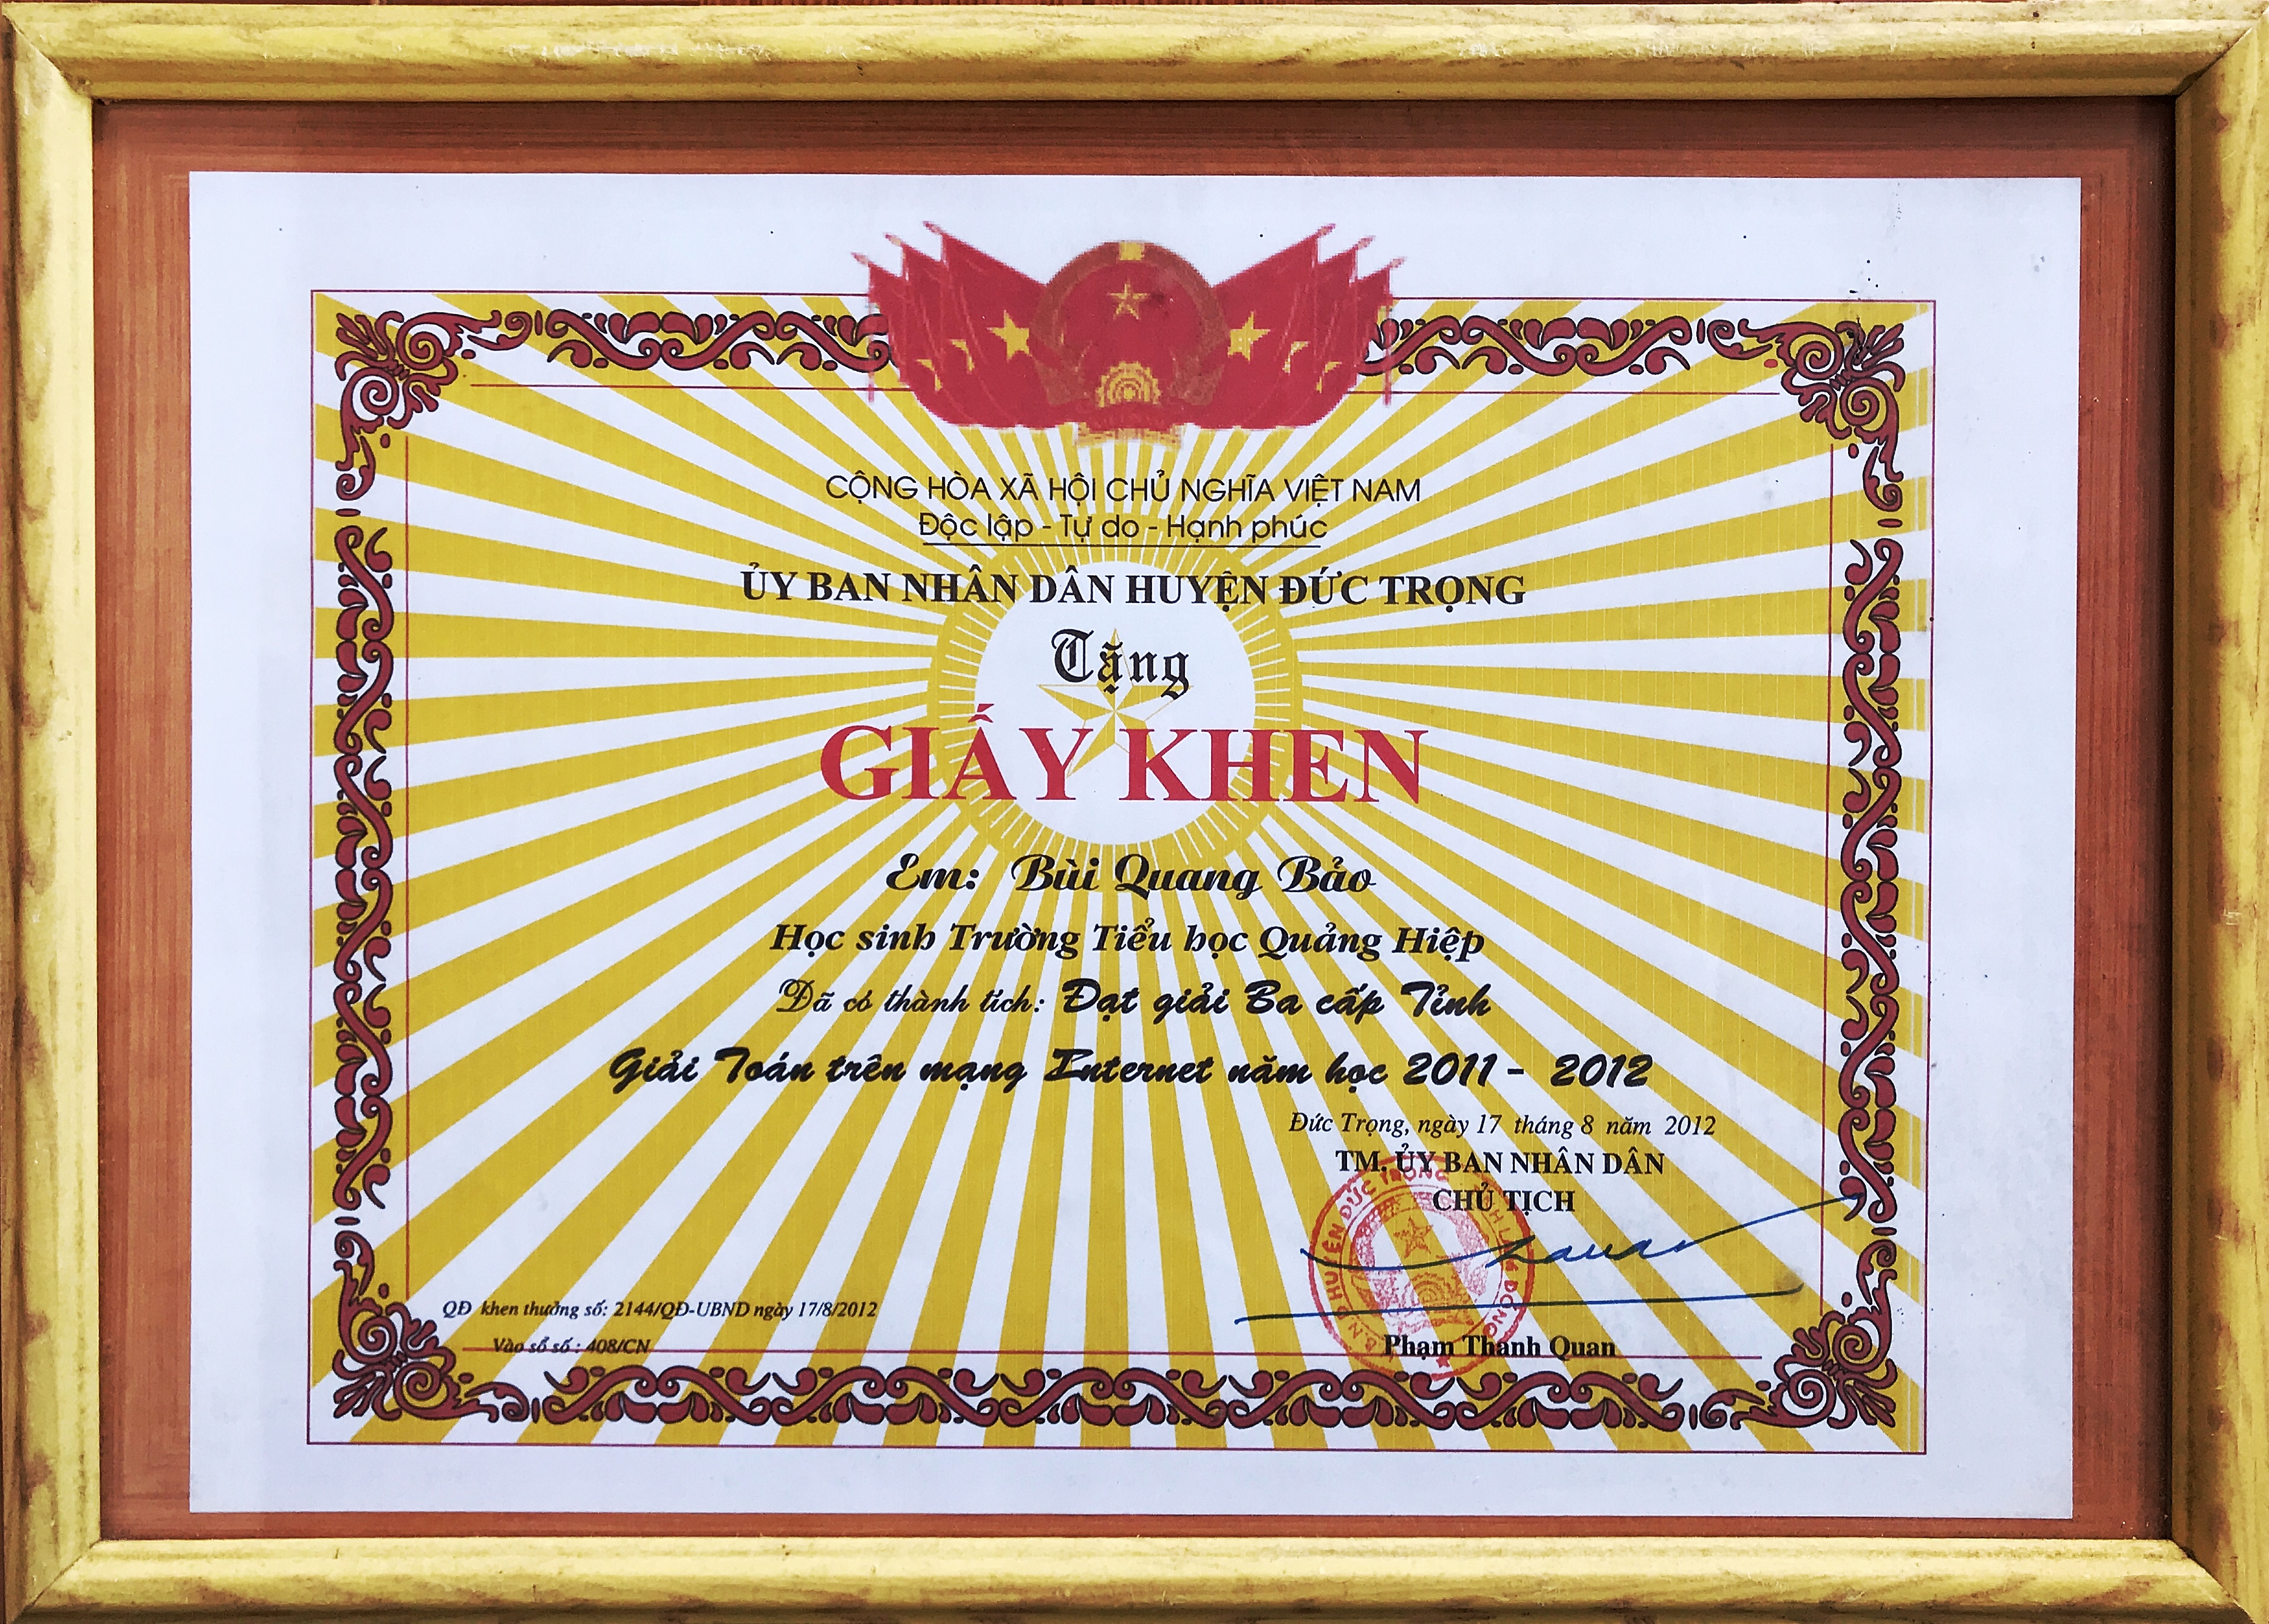 CỘNG HÒA XÃ HỘI CHỦ NGHĨA VIỆT NAM
Độc lập - Tự do - Hạnh phúc
ỦY BAN NHÂN DÂN HUYỆN ĐỨC TRỌNG
Tặng
GIẤY KHEN
Em: Bùi Quang Bảo
Học sinh Trường Tiểu học Quảng Hiệp
Đã có thành tích: Đạt giải Ba cấp Tỉnh
Giải Toán trên mạng Internet năm học 2011 - 2012
Đức Trọng, ngày 17 tháng 8 năm 2012
TM. ỦY BAN NHÂN DÂN
CHỦ TỊCH
HUYỆN ĐỨC TRỌNG
QĐ khen thưởng số: 2144/QĐ-UBND ngày 17/8/2012
Vào sổ số : 408/CN
Phạm Thanh Quan